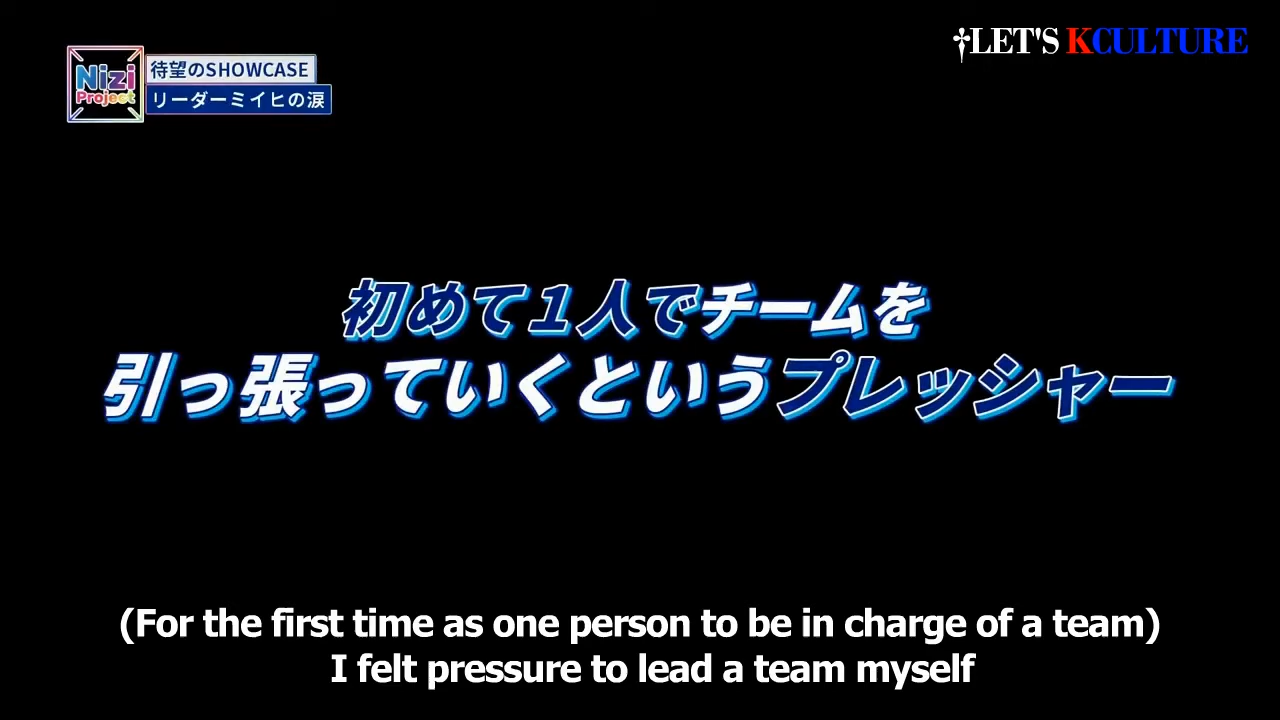 †LET'S KCULTURE
Nizi
Project
待望のSHOWCASE
リーダーミイヒの涙
初めて1人でチームを
引っ張っていくというプレッシャー
(For the first time as one person to be in charge of a team)
I felt pressure to lead a team myself